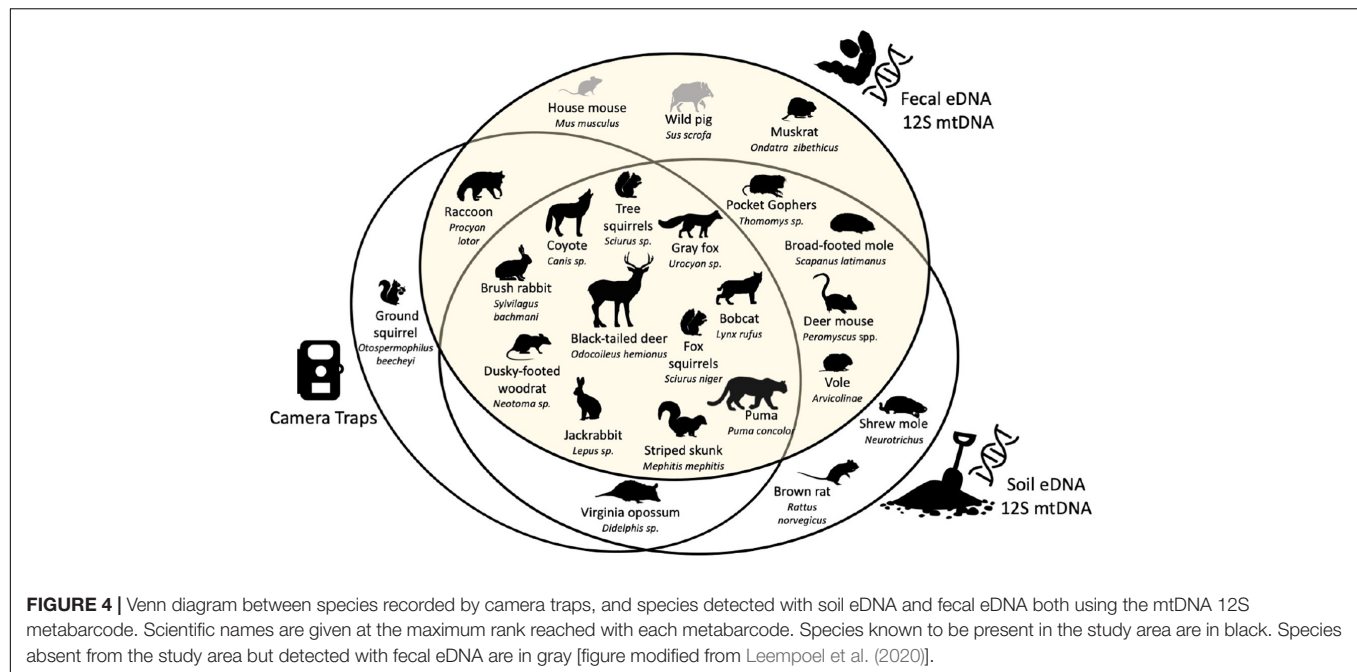 Fecal eDNA
12S mtDNA
House mouse
Mus musculus
Wild pig
Sus scrofa
Muskrat
Ondatra zibethicus
Raccoon
Procyon
lotor
Coyote
Canis sp.
Tree
squirrels
Sciurus sp.
Gray fox
Urocyon sp.
Pocket Gophers
Thomomys sp.
Broad-footed mole
Scapanus latimanus
Brush rabbit
Sylvilagus
bachmani
Ground
squirrel
Otospermophilus
beecheyi
Black-tailed deer
Odocoileus hemionus
Bobcat
Lynx rufus
Fox
squirrels
Sciurus niger
Deer mouse
Peromyscus spp.
Dusky-footed
woodrat
Neotoma sp.
Vole
Arvicolinae
Camera Traps
Jackrabbit
Lepus sp.
Striped skunk
Mephitis mephitis
Puma
Puma concolor
Shrew mole
Neurotrichus
Virginia opossum
Didelphis sp.
Brown rat
Rattus
norvegicus
Soil eDNA
12S mtDNA
FIGURE 4 | Venn diagram between species recorded by camera traps, and species detected with soil eDNA and fecal eDNA both using the mtDNA 12S
metabarcode. Scientific names are given at the maximum rank reached with each metabarcode. Species known to be present in the study area are in black. Species
absent from the study area but detected with fecal eDNA are in gray [figure modified from Leempoel et al. (2020)].